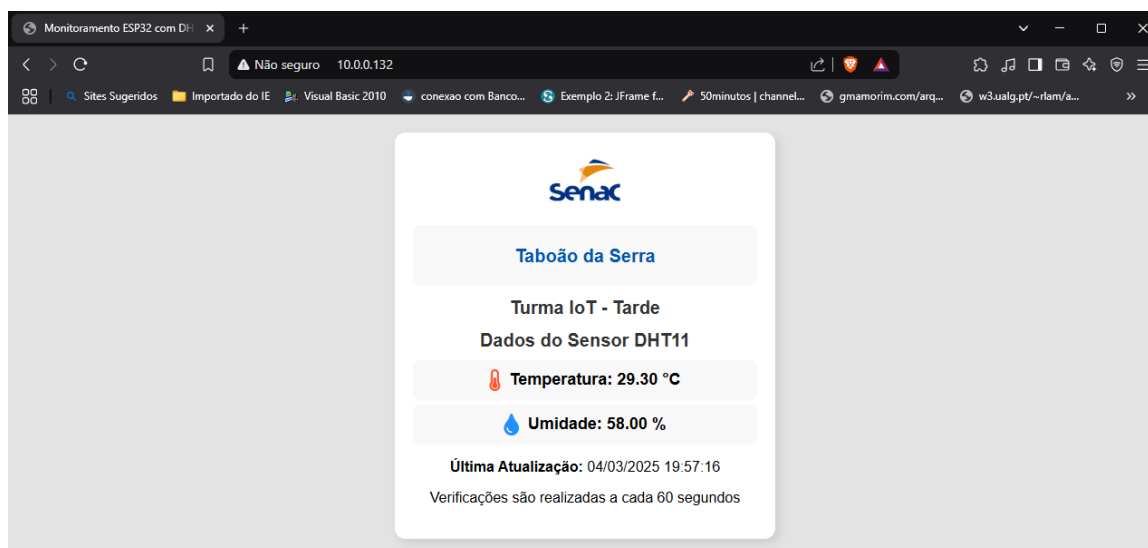 Monitoramento ESP32 com DH
Não seguro 10.0.0.132
Sites Sugeridos Importado do IE Visual Basic 2010 conexao com Banco... Exemplo 2: JFrame f... 50minutos | channel... gmamorim.com/arq... w3.ualg.pt/~rlam/a...
Senac
Taboão da Serra
Turma IoT - Tarde
Dados do Sensor DHT11
Temperatura: 29.30 °C
Umidade: 58.00 %
Última Atualização: 04/03/2025 19:57:16
Verificações são realizadas a cada 60 segundos